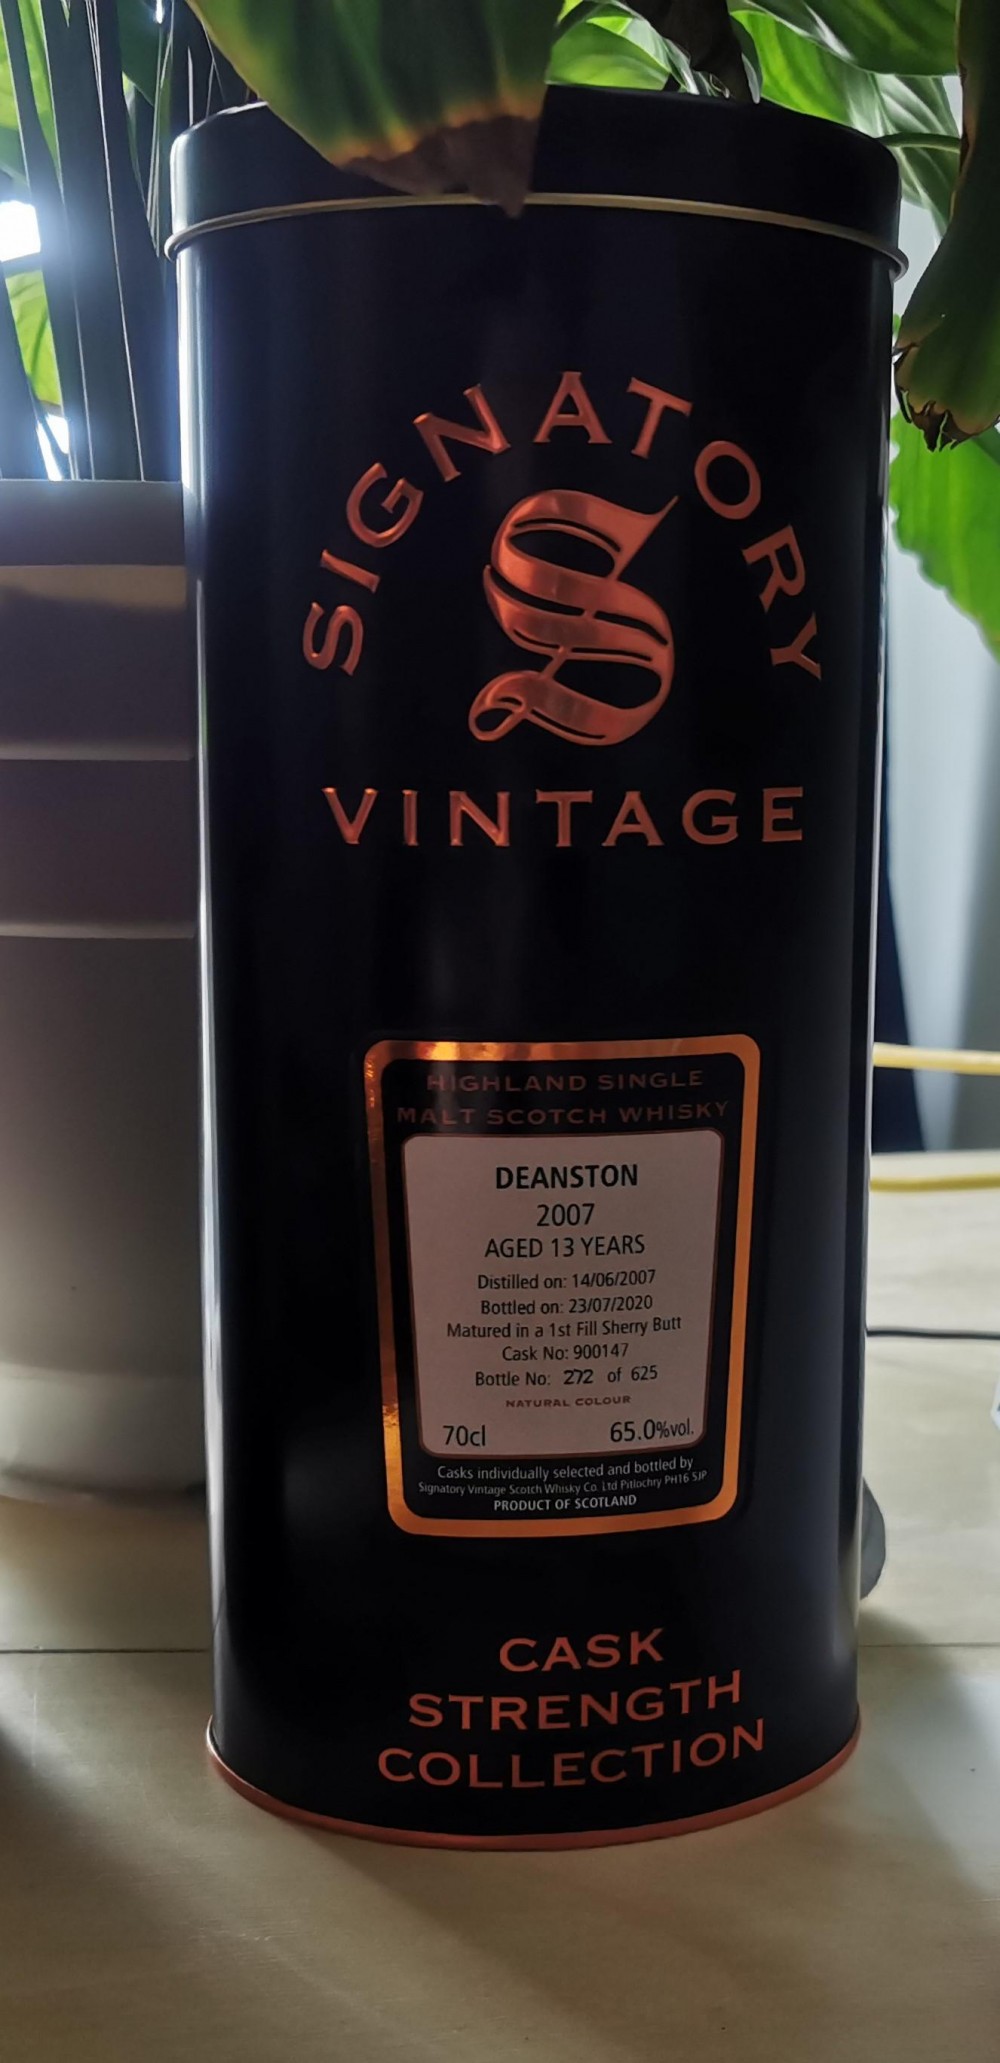 SIGNATORY
S
VINTAGE
HIGHLAND SINGLE
MALT SCOTCH WHISKY
DEANSTON
2007
AGED 13 YEARS
Distilled on: 14/06/2007
Bottled on: 23/07/2020
Matured in a 1st Fill Sherry Butt
Cask No: 900147
Bottle No: 272 of 625
NATURAL COLOUR
70cl 65.0%vol.
Casks individually selected and bottled by
Signatory Vintage Scotch Whisky Co. Ltd Pitlochry PH16 5JP
PRODUCT OF SCOTLAND
CASK
STRENGTH
COLLECTION